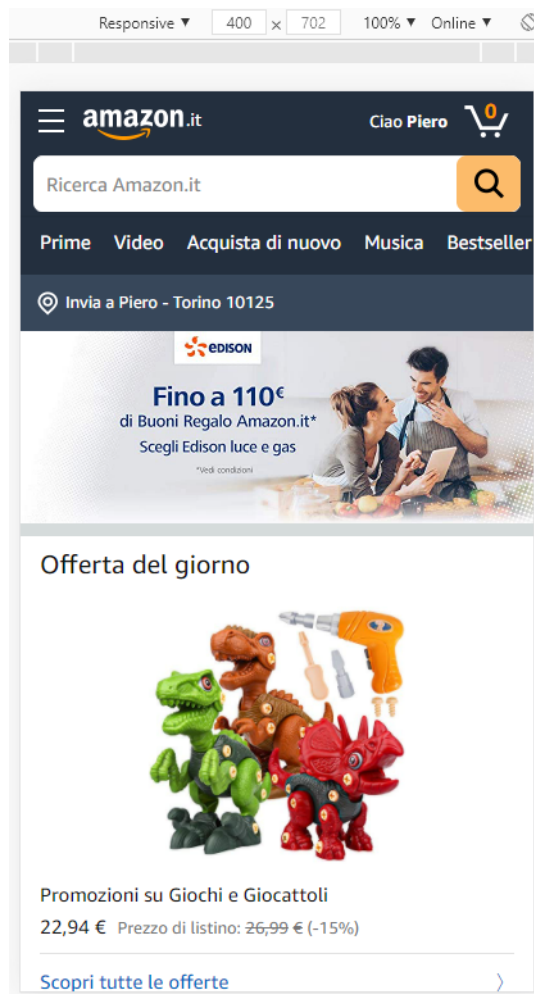 Responsive ▼ 400 × 702 100% ▼ Online ▼
amazon.it Ciao Piero 0
Ricerca Amazon.it
Prime Video Acquista di nuovo Musica Bestseller
Invia a Piero - Torino 10125
EDISON
Fino a 110€
di Buoni Regalo Amazon.it*
Scegli Edison luce e gas
*Vedi condizioni
Offerta del giorno
Promozioni su Giochi e Giocattoli
22,94 € Prezzo di listino: 26,99 € (-15%)
Scopri tutte le offerte